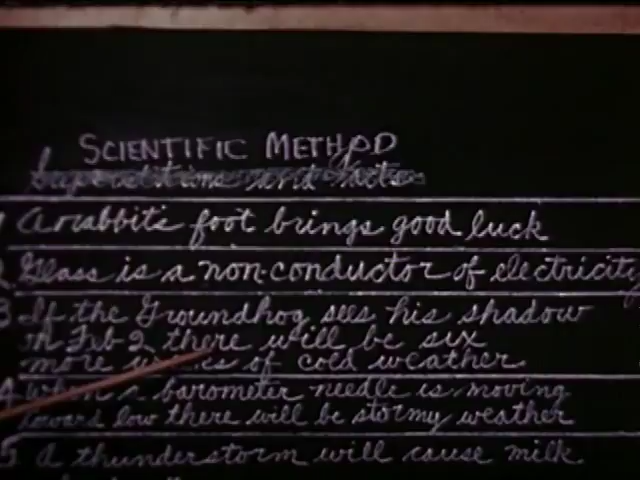 SCIENTIFIC METHOD
Superstitions and Facts
1 A rabbit's foot brings good luck
2 Glass is a non-conductor of electricity
3 If the Groundhog sees his shadow
on Feb 2 there will be six
more of cold weather
4 When a barometer needle is moving
toward low there will be stormy weather
5 A thunderstorm will cause milk